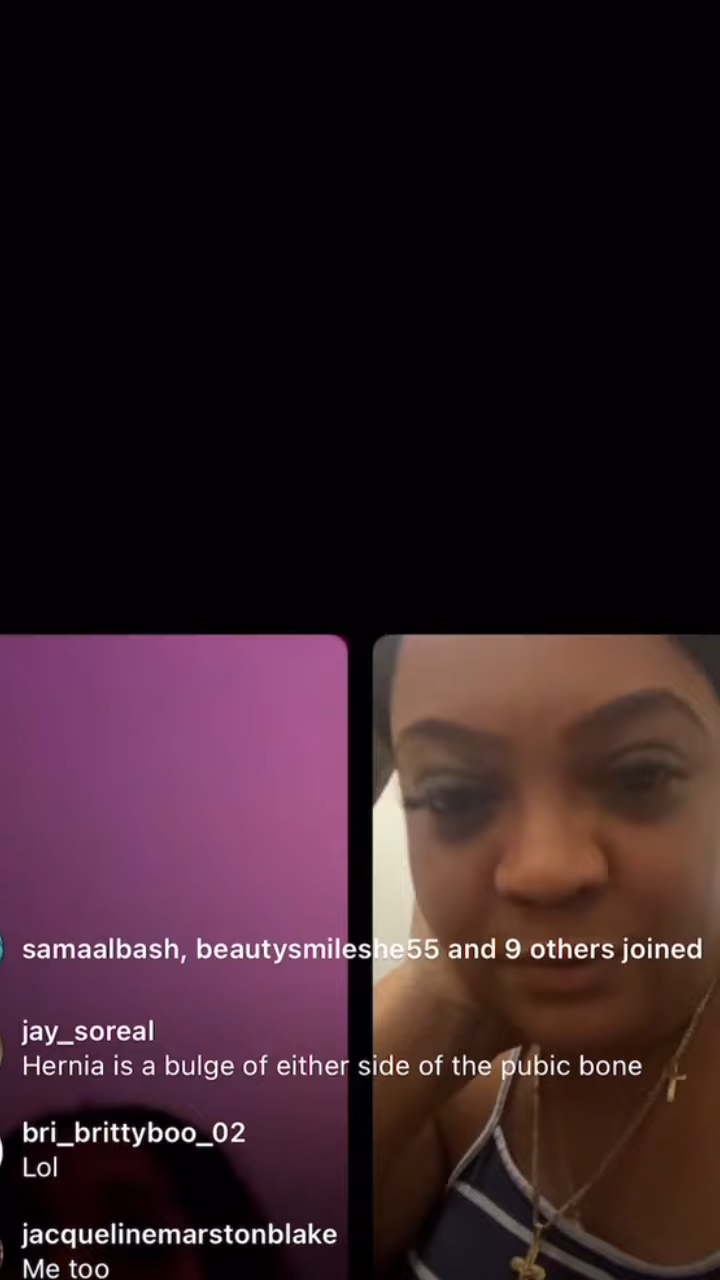 samaalbash, beautysmileshe55 and 9 others joined
jay_soreal
Hernia is a bulge of either side of the pubic bone
bri_brittyboo_02
Lol
jacquelinemarstonblake
Me too